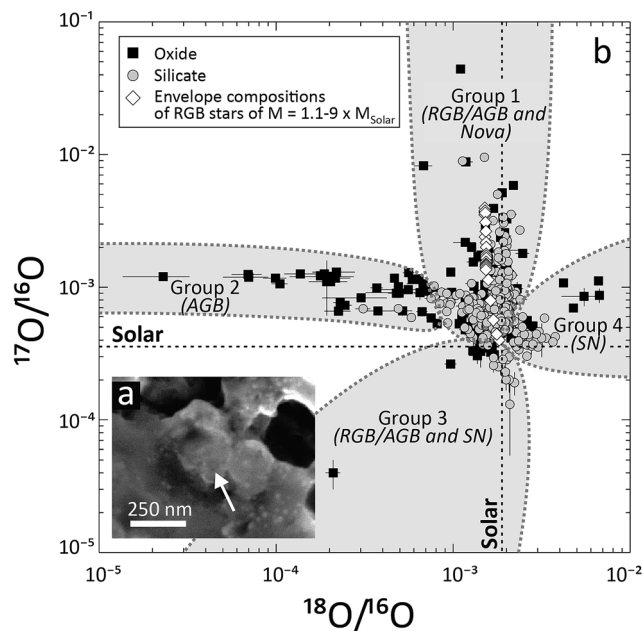 b
Oxide
Silicate
Envelope compositions
of RGB stars of M = 1.1-9 x M_Solar
Group 1
(RGB/AGB and
Nova)
Group 2
(AGB)
Group 4
(SN)
Solar
Group 3
(RGB/AGB and SN)
Solar
a
250 nm
10⁻¹
10⁻²
10⁻³
10⁻⁴
10⁻⁵
¹⁷O/¹⁶O
10⁻⁵
10⁻⁴
10⁻³
10⁻²
¹⁸O/¹⁶O